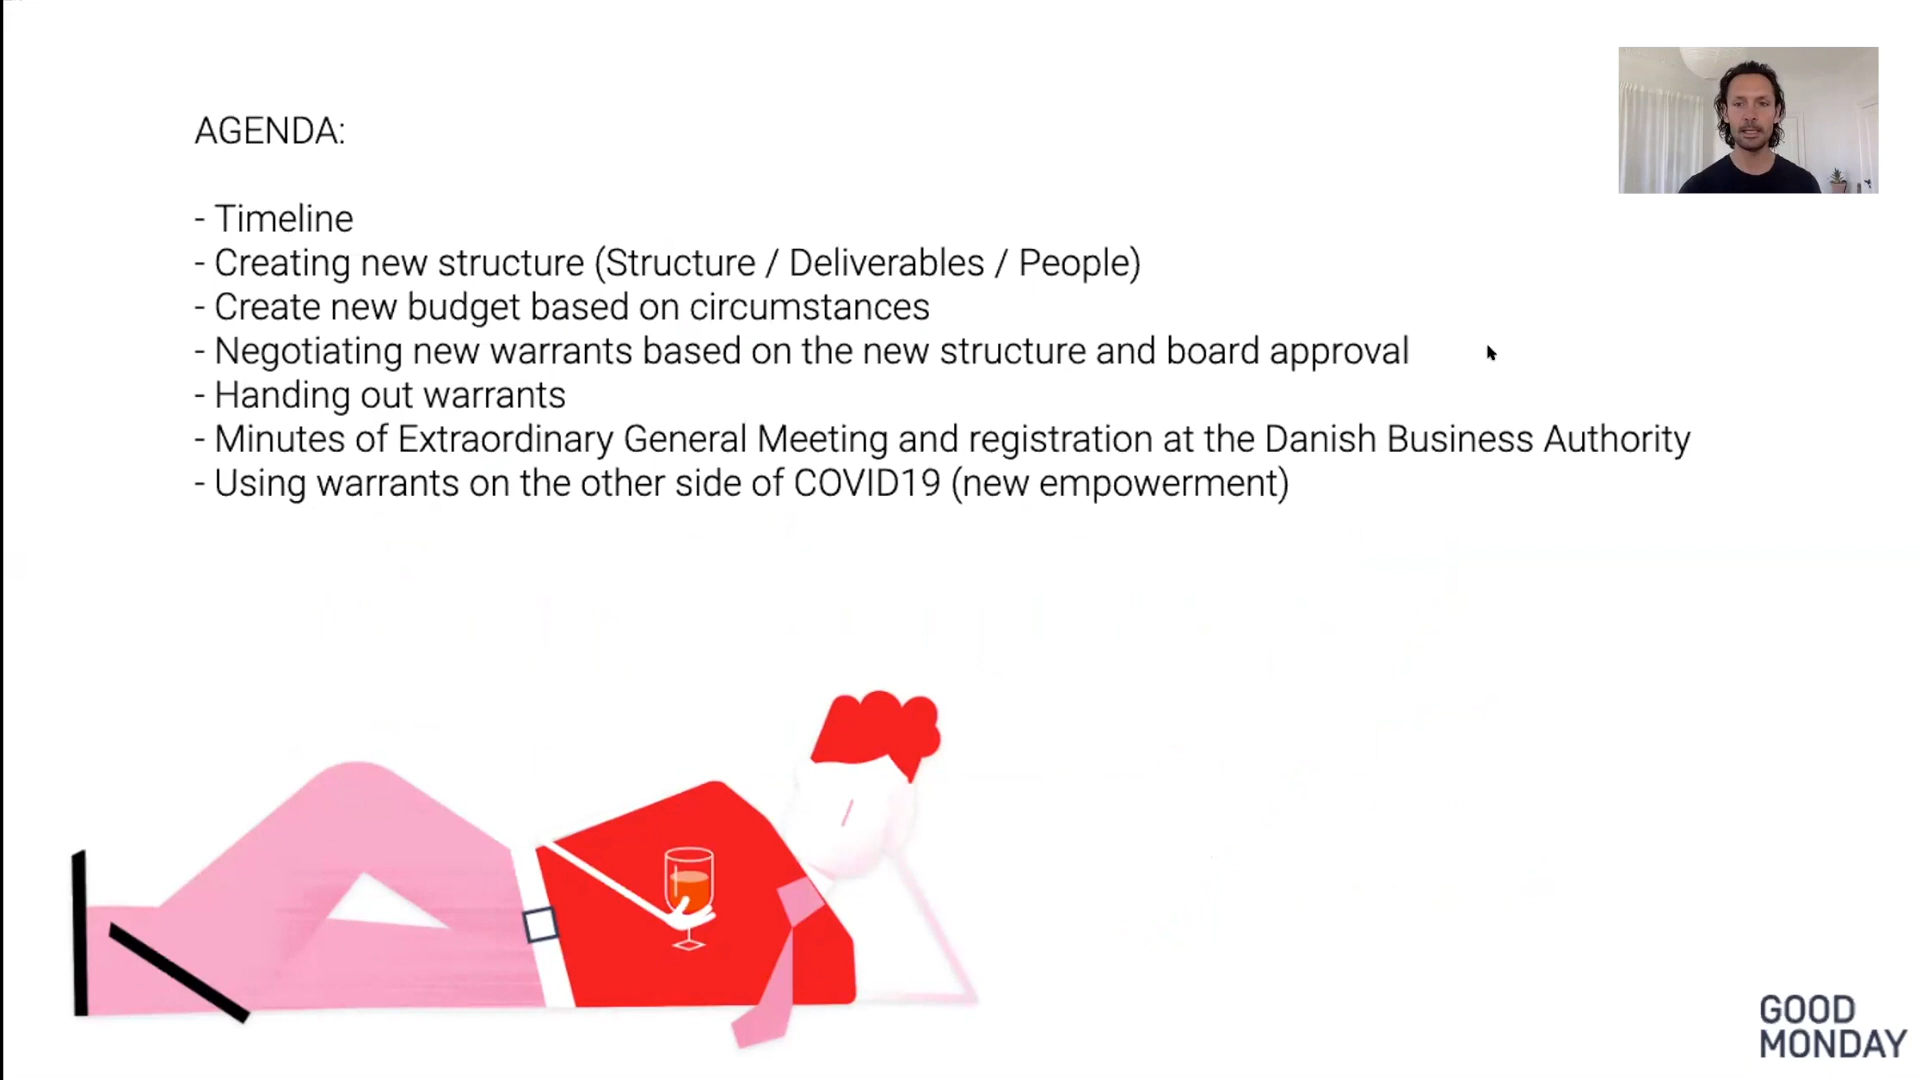 AGENDA:
- Timeline
- Creating new structure (Structure / Deliverables / People)
- Create new budget based on circumstances
- Negotiating new warrants based on the new structure and board approval
- Handing out warrants
- Minutes of Extraordinary General Meeting and registration at the Danish Business Authority
- Using warrants on the other side of COVID19 (new empowerment)
GOOD
MONDAY